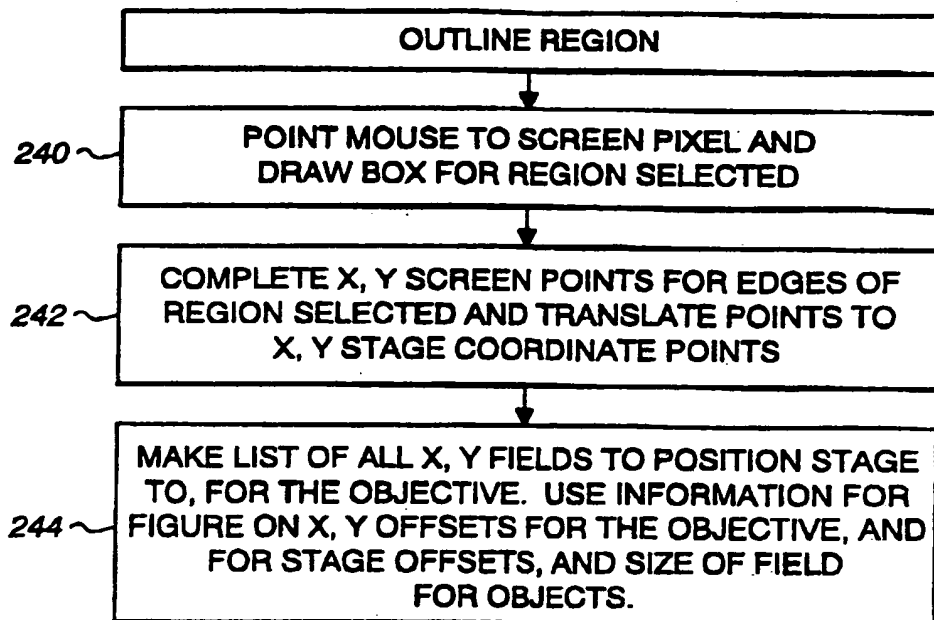 OUTLINE REGION
240
POINT MOUSE TO SCREEN PIXEL AND
DRAW BOX FOR REGION SELECTED
242
COMPLETE X, Y SCREEN POINTS FOR EDGES OF
REGION SELECTED AND TRANSLATE POINTS TO
X, Y STAGE COORDINATE POINTS
244
MAKE LIST OF ALL X, Y FIELDS TO POSITION STAGE
TO, FOR THE OBJECTIVE. USE INFORMATION FOR
FIGURE ON X, Y OFFSETS FOR THE OBJECTIVE, AND
FOR STAGE OFFSETS, AND SIZE OF FIELD
FOR OBJECTS.